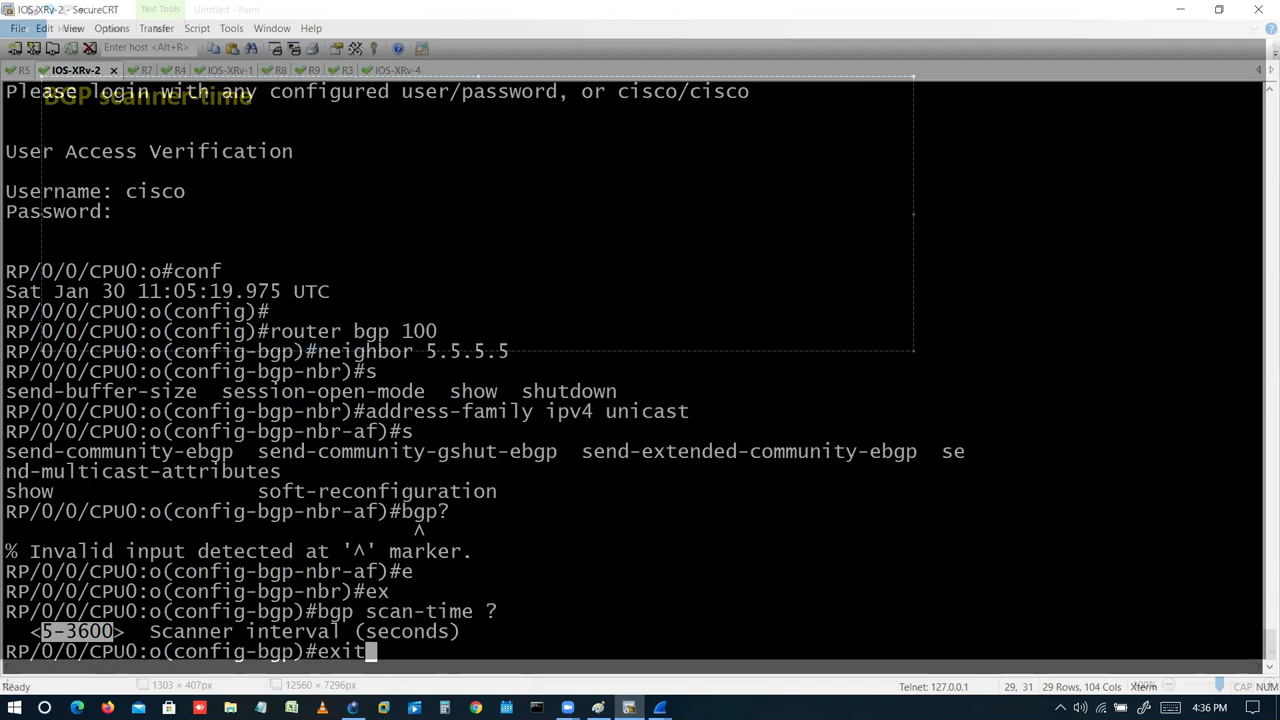 IOS-XRv-2 - SecureCRT
Text Tools
Untitled - Paint
File Edit View Options Transfer Script Tools Window Help
Enter host <Alt+R>
R5 IOS-XRv-2 × R7 R4 IOS-XRv-1 R8 R9 R3 IOS-XRv-4
Please login with any configured user/password, or cisco/cisco
BGP scanner time
User Access Verification
Username: cisco
Password:
RP/0/0/CPU0:o#conf
Sat Jan 30 11:05:19.975 UTC
RP/0/0/CPU0:o(config)#
RP/0/0/CPU0:o(config)#router bgp 100
RP/0/0/CPU0:o(config-bgp)#neighbor 5.5.5.5
RP/0/0/CPU0:o(config-bgp-nbr)#s
send-buffer-size session-open-mode show shutdown
RP/0/0/CPU0:o(config-bgp-nbr)#address-family ipv4 unicast
RP/0/0/CPU0:o(config-bgp-nbr-af)#s
send-community-ebgp send-community-gshut-ebgp send-extended-community-ebgp se
nd-multicast-attributes
show soft-reconfiguration
RP/0/0/CPU0:o(config-bgp-nbr-af)#bgp?
^
% Invalid input detected at '^' marker.
RP/0/0/CPU0:o(config-bgp-nbr-af)#e
RP/0/0/CPU0:o(config-bgp-nbr)#ex
RP/0/0/CPU0:o(config-bgp)#bgp scan-time ?
<5-3600> Scanner interval (seconds)
RP/0/0/CPU0:o(config-bgp)#exit
Ready 1303 × 407px 12560 × 7296px Telnet: 127.0.0.1 29, 31 29 Rows, 104 Cols Xterm 100% CAP NUM
4:36 PM